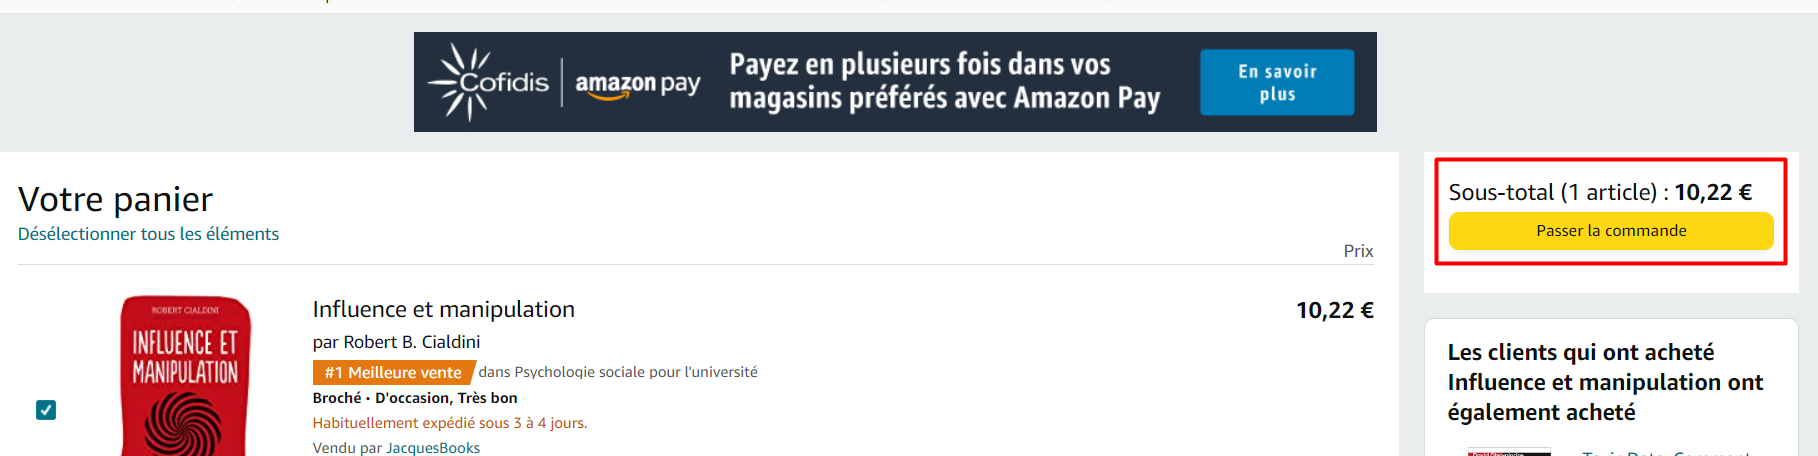 Cofidis
amazon pay
Payez en plusieurs fois dans vos
magasins préférés avec Amazon Pay
En savoir
plus
Votre panier
Désélectionner tous les éléments
Prix
ROBERT CIALDINI
INFLUENCE ET
MANIPULATION
Influence et manipulation
10,22 €
par Robert B. Cialdini
#1 Meilleure vente dans Psychologie sociale pour l'université
Broché • D'occasion, Très bon
Habituellement expédié sous 3 à 4 jours.
Vendu par JacquesBooks
Sous-total (1 article) : 10,22 €
Passer la commande
Les clients qui ont acheté
Influence et manipulation ont
également acheté